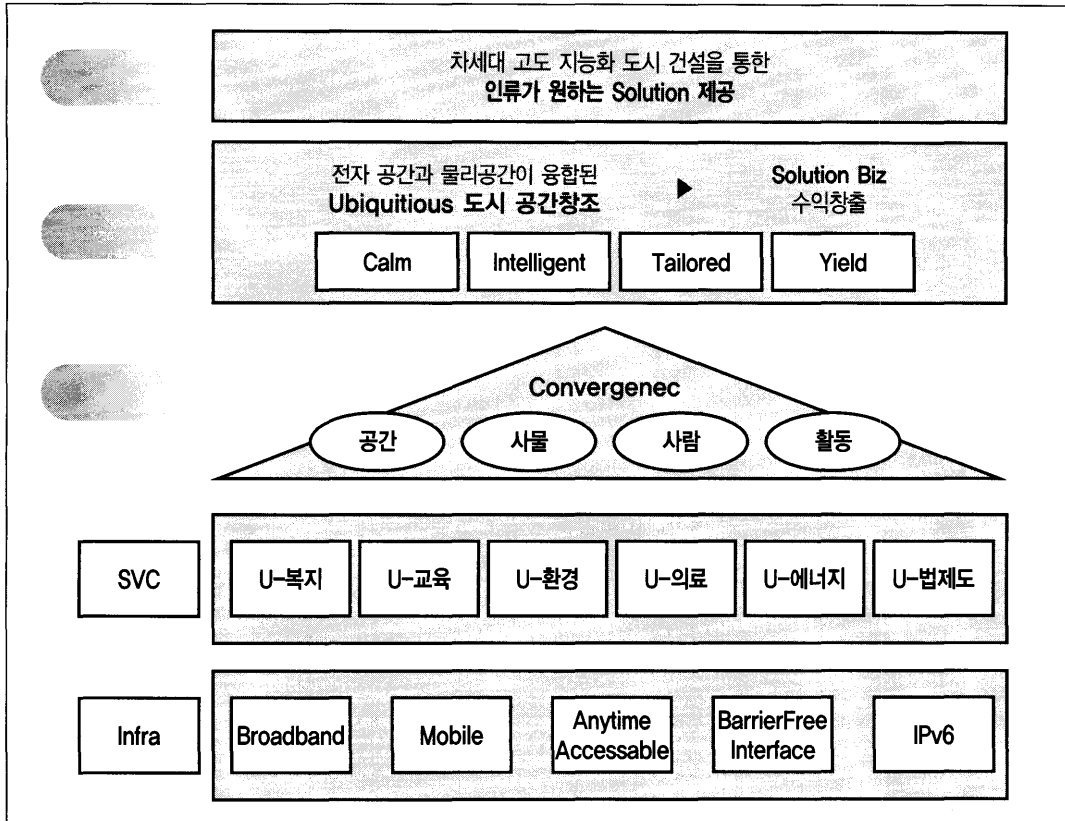 차세대 고도 지능화 도시 건설을 통한
인류가 원하는 Solution 제공
전자 공간과 물리공간이 융합된
Ubiquitious 도시 공간창조
▶
Solution Biz
수익창출
Calm
Intelligent
Tailored
Yield
Convergenec
공간
사물
사람
활동
SVC
U-복지
U-교육
U-환경
U-의료
U-에너지
U-법제도
Infra
Broadband
Mobile
Anytime
Accessable
BarrierFree
Interface
IPv6